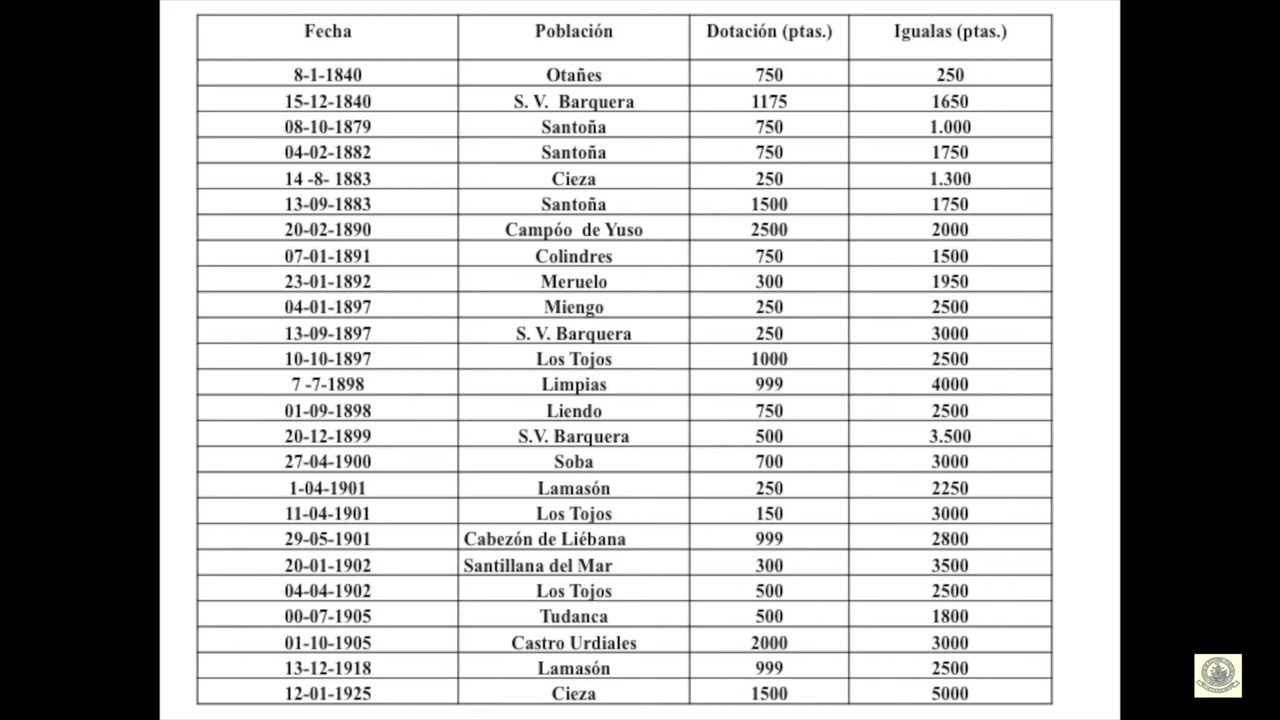 Fecha Población Dotación (ptas.) Igualas (ptas.)
8-1-1840 Otañes 750 250
15-12-1840 S. V. Barquera 1175 1650
08-10-1879 Santoña 750 1.000
04-02-1882 Santoña 750 1750
14 -8- 1883 Cieza 250 1.300
13-09-1883 Santoña 1500 1750
20-02-1890 Campóo de Yuso 2500 2000
07-01-1891 Colindres 750 1500
23-01-1892 Meruelo 300 1950
04-01-1897 Miengo 250 2500
13-09-1897 S. V. Barquera 250 3000
10-10-1897 Los Tojos 1000 2500
7 -7-1898 Limpias 999 4000
01-09-1898 Liendo 750 2500
20-12-1899 S.V. Barquera 500 3.500
27-04-1900 Soba 700 3000
1-04-1901 Lamasón 250 2250
11-04-1901 Los Tojos 150 3000
29-05-1901 Cabezón de Liébana 999 2800
20-01-1902 Santillana del Mar 300 3500
04-04-1902 Los Tojos 500 2500
00-07-1905 Tudanca 500 1800
01-10-1905 Castro Urdiales 2000 3000
13-12-1918 Lamasón 999 2500
12-01-1925 Cieza 1500 5000